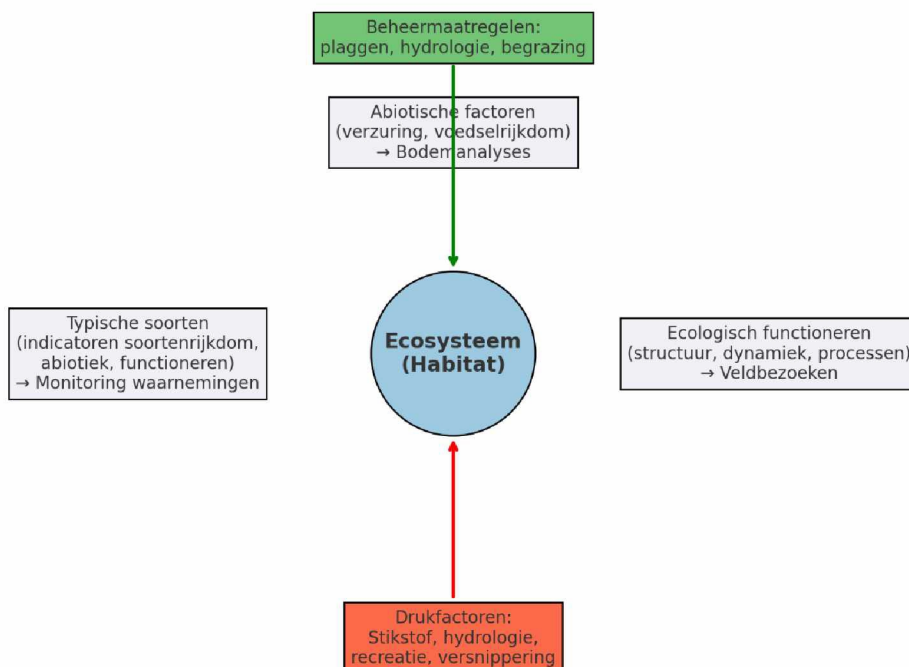 Beheermaatregelen:
plaggen, hydrologie, begrazing
Abiotische factoren
(verzuring, voedselrijkdom)
→ Bodemanalyses
Typische soorten
(indicatoren soortenrijkdom,
abiotiek, functioneren)
→ Monitoring waarnemingen
Ecosysteem
(Habitat)
Ecologisch functioneren
(structuur, dynamiek, processen)
→ Veldbezoeken
Drukfactoren:
Stikstof, hydrologie,
recreatie, versnippering